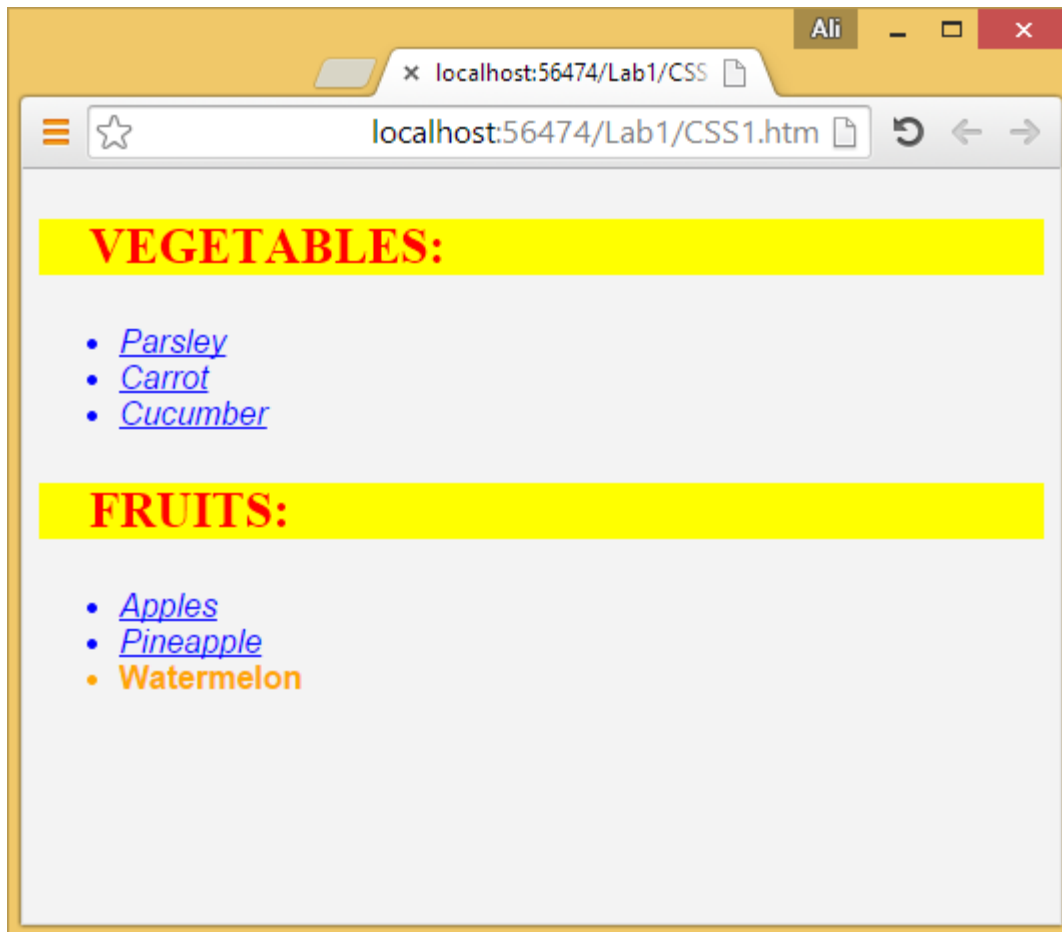 Ali
localhost:56474/Lab1/CSS
localhost:56474/Lab1/CSS1.htm
VEGETABLES:
Parsley
Carrot
Cucumber
FRUITS:
Apples
Pineapple
Watermelon